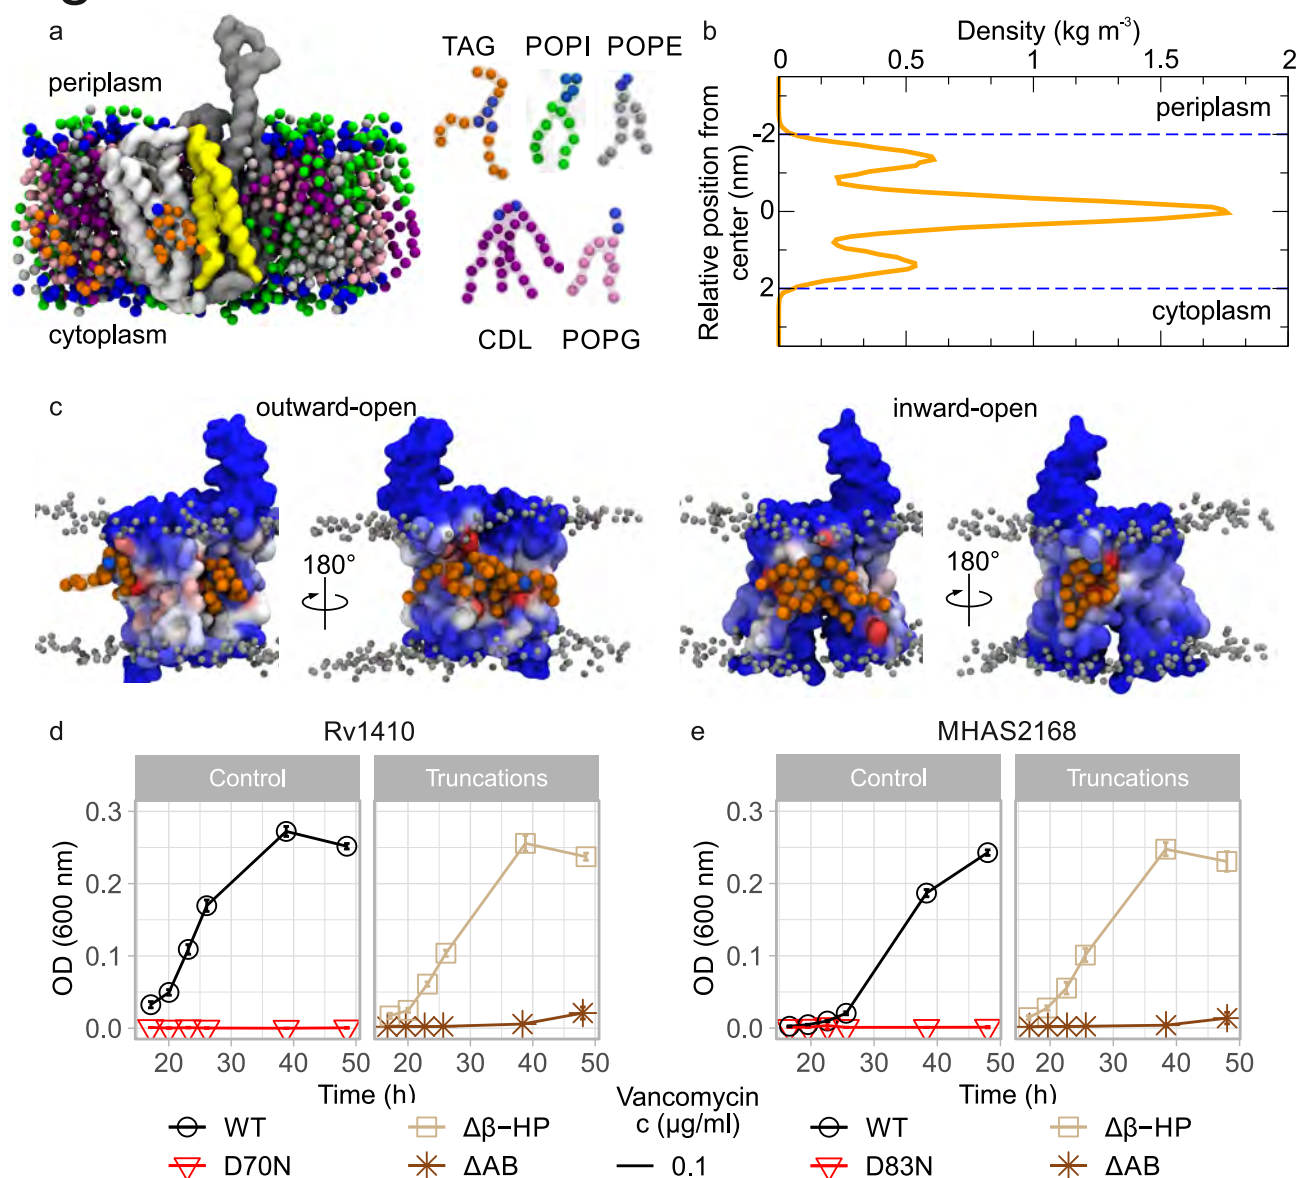 a
TAG POPI POPE
periplasm
cytoplasm
CDL POPG
b
Density (kg m-3)
0 0.5 1 1.5 2
periplasm
-2
0
2
Relative position from
center (nm)
cytoplasm
c
outward-open
inward-open
180°
180°
d
Rv1410
Control
Truncations
0.3
0.2
0.1
0.0
OD (600 nm)
20 30 40 50
20 30 40 50
Time (h)
e
MHAS2168
Control
Truncations
0.3
0.2
0.1
0.0
OD (600 nm)
20 30 40 50
20 30 40 50
Time (h)
WT
D70N
Δβ−HP
ΔAB
Vancomycin
c (µg/ml)
0.1
WT
D83N
Δβ−HP
ΔAB